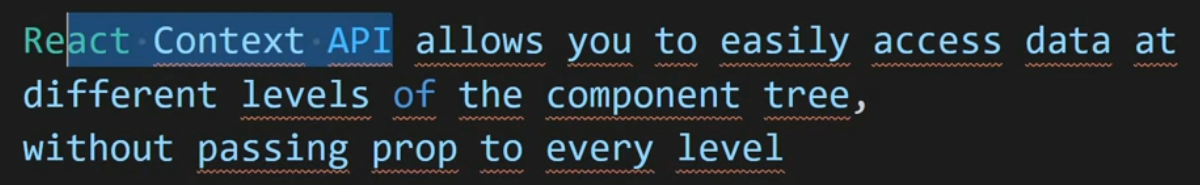 React Context API allows you to easily access data at
different levels of the component tree,
without passing prop to every level